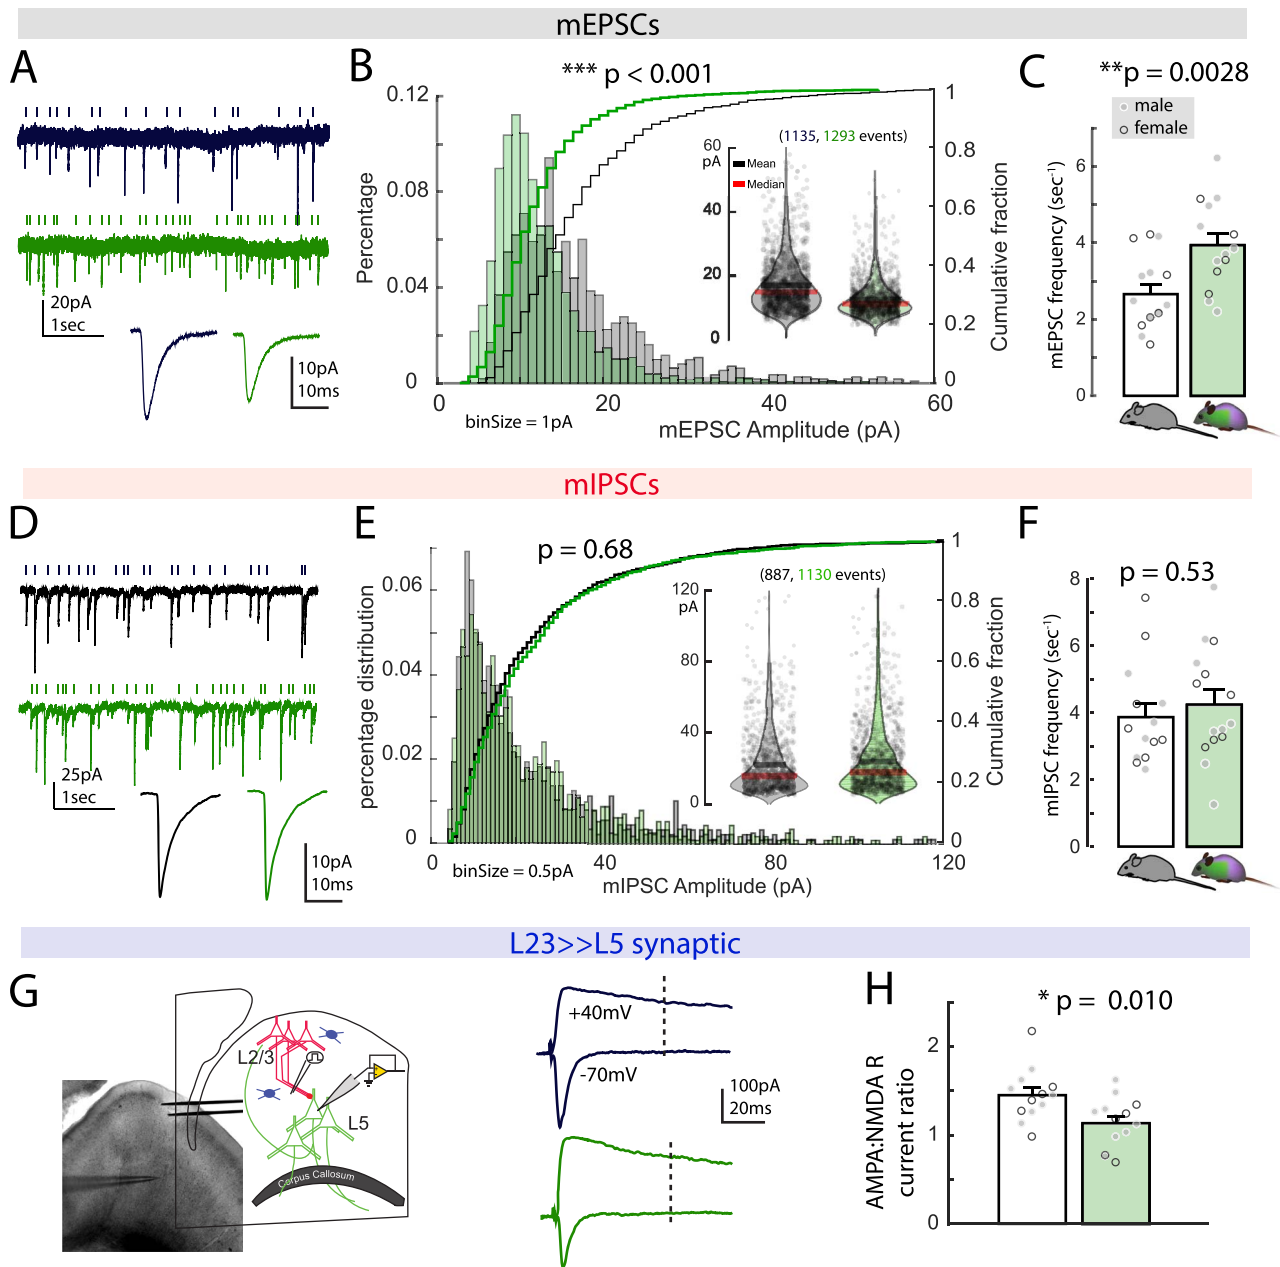 mEPSCs
A
20pA
1sec
10pA
10ms
B
*** p < 0.001
0.12
0.08
0.04
0
Percentage
0
20
40
60
binSize = 1pA
mEPSC Amplitude (pA)
1
0.8
0.6
0.4
0.2
0
Cumulative fraction
(1135, 1293 events)
60
pA
40
20
0
Mean
Median
C
**p = 0.0028
male
female
mEPSC frequency (sec-1)
6
4
2
0
mIPSCs
D
25pA
1sec
10pA
10ms
E
p = 0.68
0.06
0.04
0.02
0
percentage distribution
0
40
80
120
binSize = 0.5pA
mIPSC Amplitude (pA)
1
0.8
0.6
0.4
0.2
0
Cumulative fraction
(887, 1130 events)
120
pA
80
40
0
F
p = 0.53
mIPSC frequency (sec-1)
8
6
4
2
0
L23>>L5 synaptic
G
L2/3
L5
Corpus Callosum
+40mV
-70mV
100pA
20ms
H
* p = 0.010
AMPA:NMDA R
current ratio
2
1
0